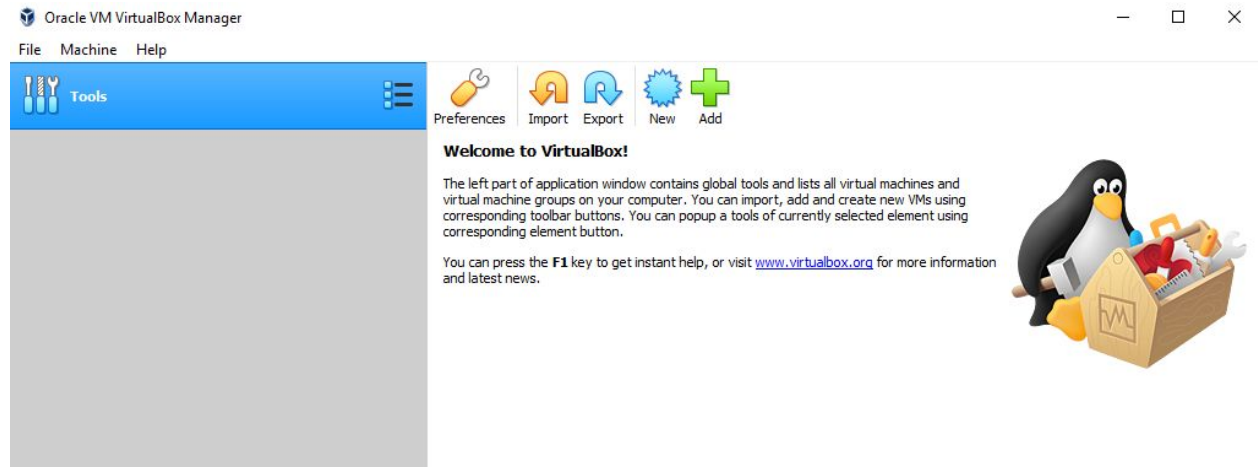 Oracle VM VirtualBox Manager
File Machine Help
Tools
Preferences Import Export New Add
Welcome to VirtualBox!
The left part of application window contains global tools and lists all virtual machines and
virtual machine groups on your computer. You can import, add and create new VMs using
corresponding toolbar buttons. You can popup a tools of currently selected element using
corresponding element button.
You can press the F1 key to get instant help, or visit www.virtualbox.org for more information
and latest news.